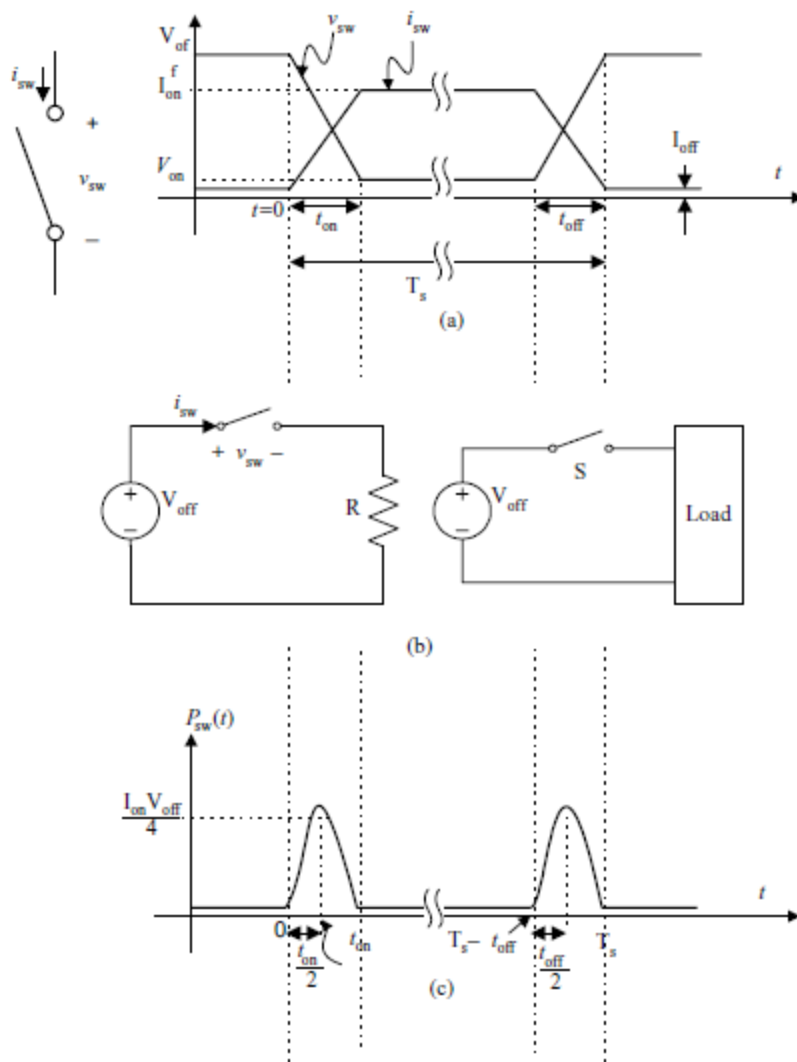 V_of
v_sw
i_sw
i_sw
I_on^f
+
v_sw
–
V_on
I_off
t
t=0
t_on
t_off
T_s
(a)
i_sw
+ v_sw –
+
–
V_off
R
S
+
–
V_off
Load
(b)
P_sw(t)
I_on V_off
4
t
0
t_on
2
t_on
T_s – t_off
t_off
2
T_s
(c)